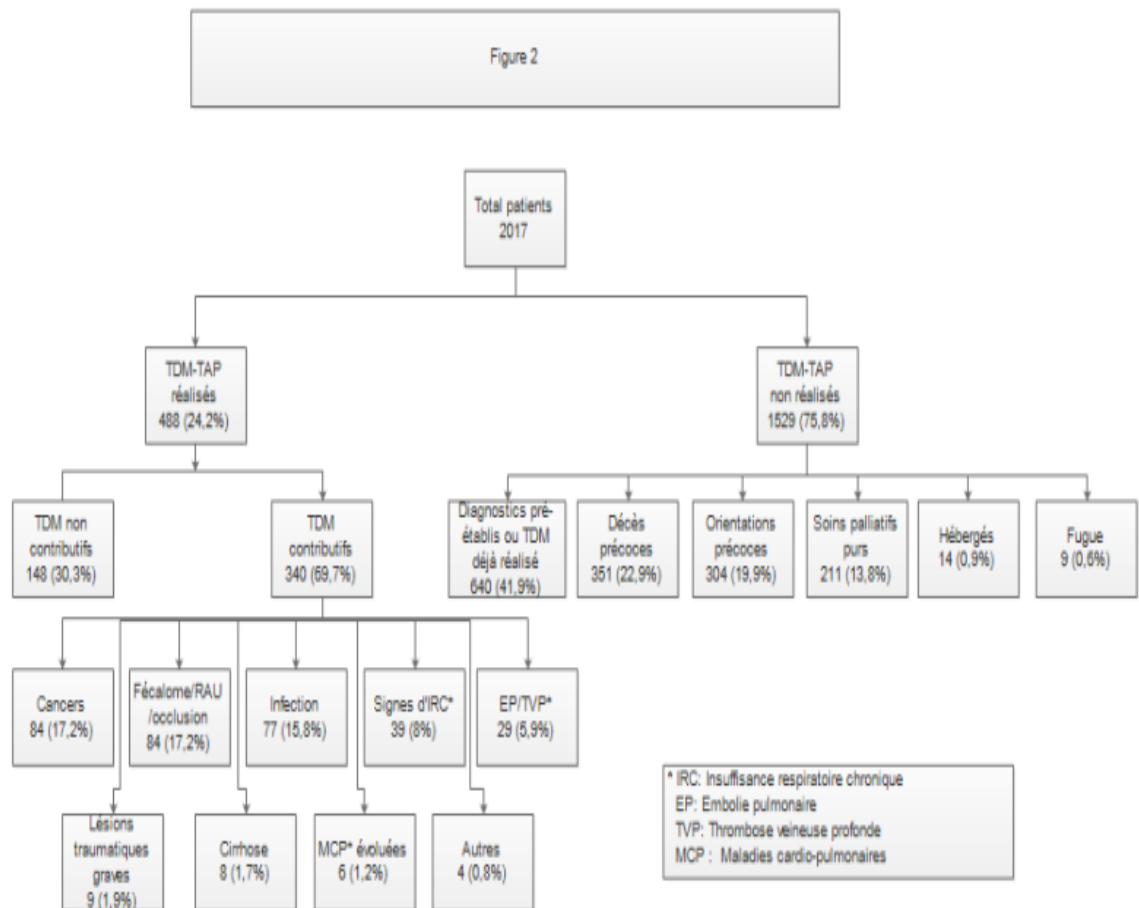 Figure 2
Total patients
2017
TDM-TAP
réalisés
488 (24,2%)
TDM-TAP
non réalisés
1529 (75,8%)
TDM non
contributifs
148 (30,3%)
TDM
contributifs
340 (69,7%)
Diagnostics pré-
établis ou TDM
déjà réalisé
640 (41,9%)
Décès
précoces
351 (22,9%)
Orientations
précoces
304 (19,9%)
Soins palliatifs
purs
211 (13,8%)
Hébergés
14 (0,9%)
Fugue
9 (0,6%)
Cancers
84 (17,2%)
Fécalome/RAU
/occlusion
84 (17,2%)
Infection
77 (15,8%)
Signes d'IRC*
39 (8%)
EP/TVP*
29 (5,9%)
Lésions
traumatiques
graves
9 (1,9%)
Cirrhose
8 (1,7%)
MCP* évoluées
6 (1,2%)
Autres
4 (0,8%)
* IRC: Insuffisance respiratoire chronique
EP: Embolie pulmonaire
TVP: Thrombose veineuse profonde
MCP : Maladies cardio-pulmonaires